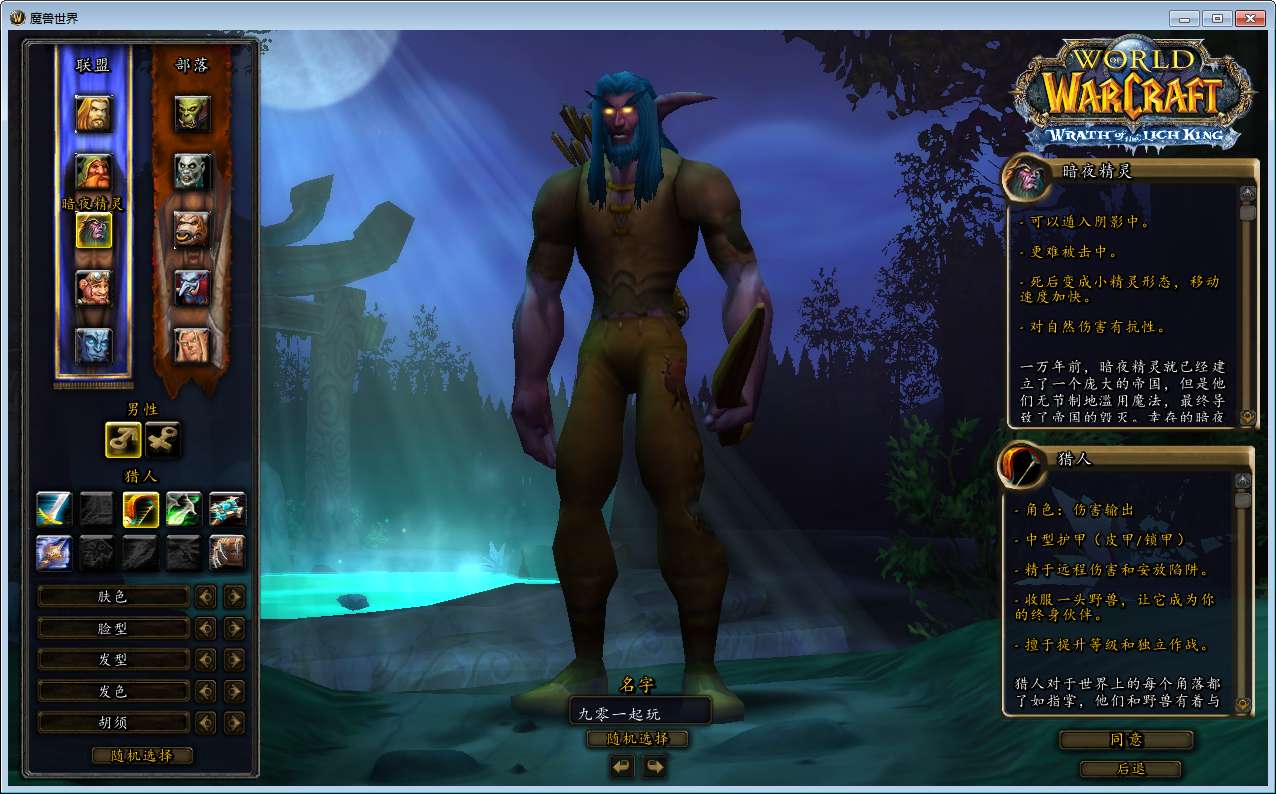 魔兽世界
联盟
部落
暗夜精灵
男性
猎人
肤色
脸型
发型
发色
胡须
随机选择
名字
九零一起玩
随机选择
WORLD
OF
WARCRAFT
WRATH of the LICH KING
暗夜精灵
- 可以遁入阴影中。
- 更难被击中。
- 死后变成小精灵形态，移动
速度加快。
- 对自然伤害有抗性。
一万年前，暗夜精灵就已经建
立了一个庞大的帝国，但是他
们无节制地滥用魔法，最终导
致了帝国的毁灭。幸存的暗夜
猎人
- 角色：伤害输出
- 中型护甲（皮甲/锁甲）
- 精于远程伤害和安放陷阱。
- 收服一头野兽，让它成为你
的终身伙伴。
- 擅于提升等级和独立作战。
猎人对于世界上的每个角落都
了如指掌，他们和野兽有着与
同意
后退